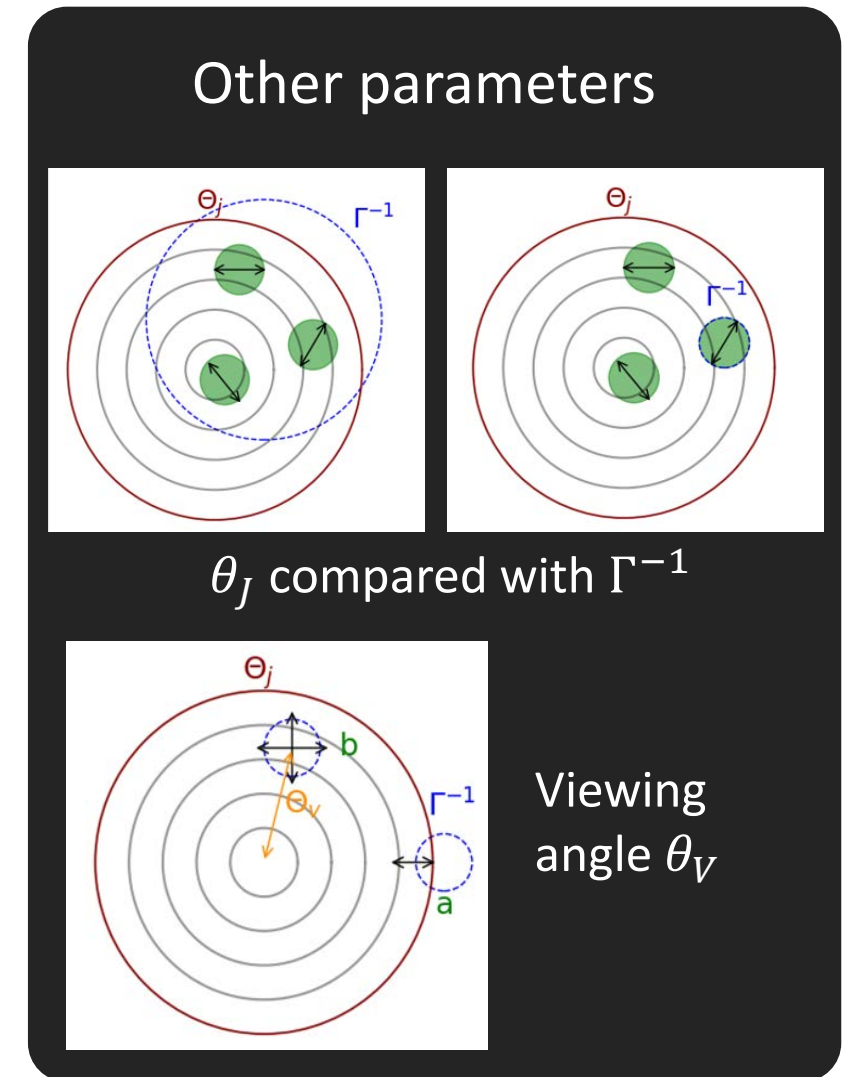 Other parameters
Θj
Γ⁻¹
Θj
Γ⁻¹
θJ compared with Γ⁻¹
Θj
b
Θv
Γ⁻¹
a
Viewing
angle θV